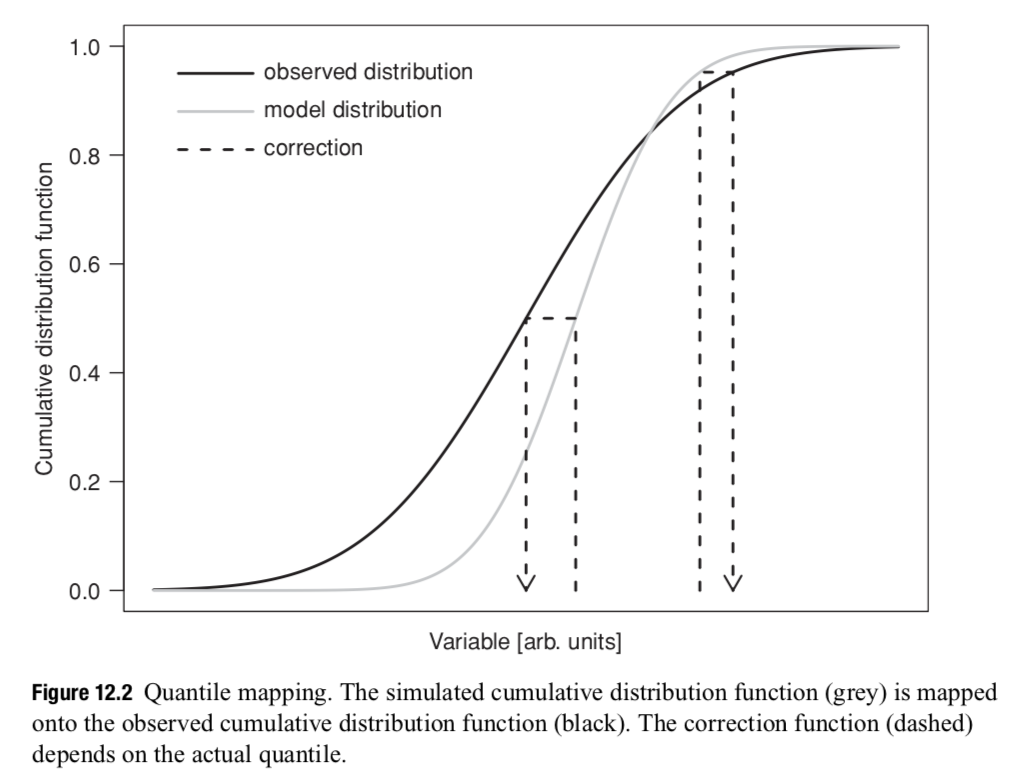 1.0
0.8
0.6
0.4
0.2
0.0
Cumulative distribution function
observed distribution
model distribution
correction
Variable [arb. units]
Figure 12.2 Quantile mapping. The simulated cumulative distribution function (grey) is mapped
onto the observed cumulative distribution function (black). The correction function (dashed)
depends on the actual quantile.